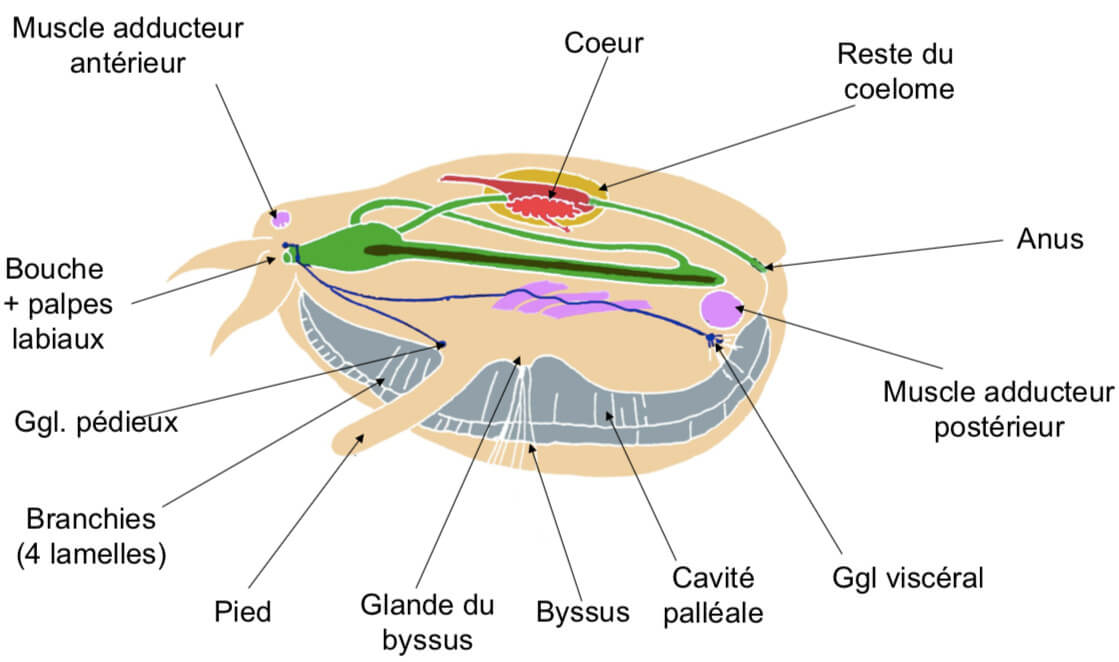 Muscle adducteur
antérieur
Coeur
Reste du
coelome
Anus
Bouche
+ palpes
labiaux
Muscle adducteur
postérieur
Ggl. pédieux
Branchies
(4 lamelles)
Pied
Glande du
byssus
Byssus
Cavité
palléale
Ggl viscéral